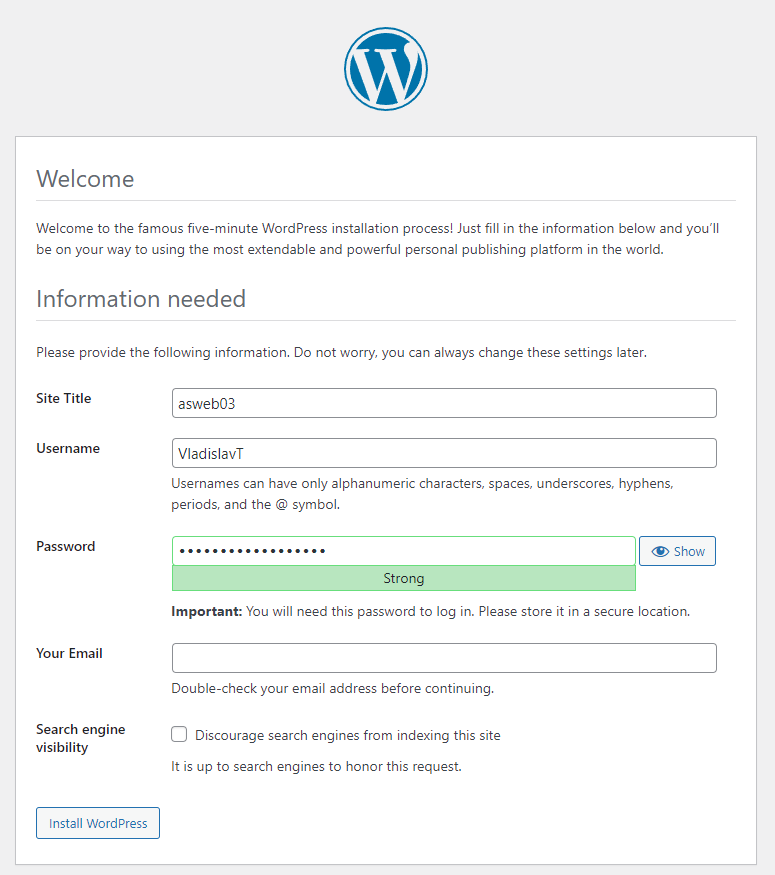 Welcome
Welcome to the famous five-minute WordPress installation process! Just fill in the information below and you’ll
be on your way to using the most extendable and powerful personal publishing platform in the world.
Information needed
Please provide the following information. Do not worry, you can always change these settings later.
Site Title
asweb03
Username
VladislavT
Usernames can have only alphanumeric characters, spaces, underscores, hyphens,
periods, and the @ symbol.
Password
••••••••••••••••••
Show
Strong
Important: You will need this password to log in. Please store it in a secure location.
Your Email
Double-check your email address before continuing.
Search engine
visibility
Discourage search engines from indexing this site
It is up to search engines to honor this request.
Install WordPress